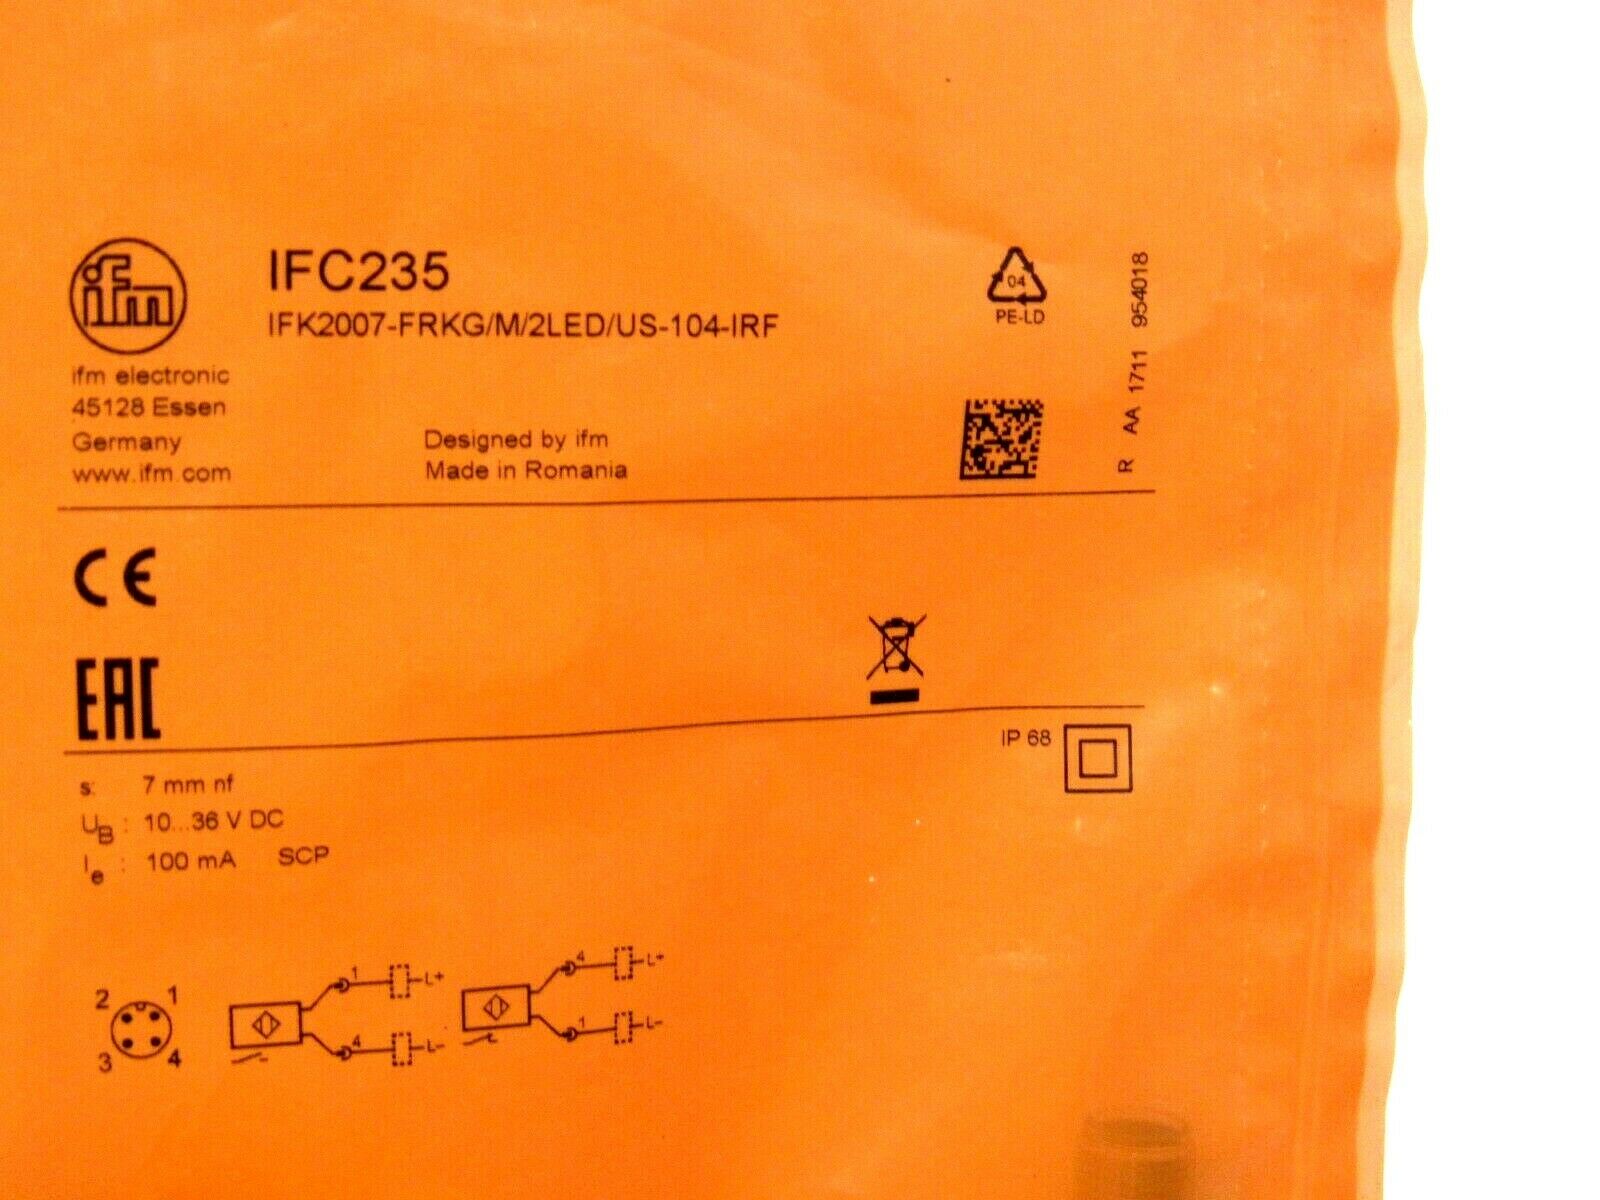 ifm
IFC235
IFK2007-FRKG/M/2LED/US-104-IRF
ifm electronic
45128 Essen
Germany
www.ifm.com
Designed by ifm
Made in Romania
04
PE-LD
R AA 1711 954018
CE
EAC
IP 68
s: 7 mm nf
UB : 10...36 V DC
Ie : 100 mA SCP
2 1
3 4
1 L+
4 L-
4 L+
1 L-